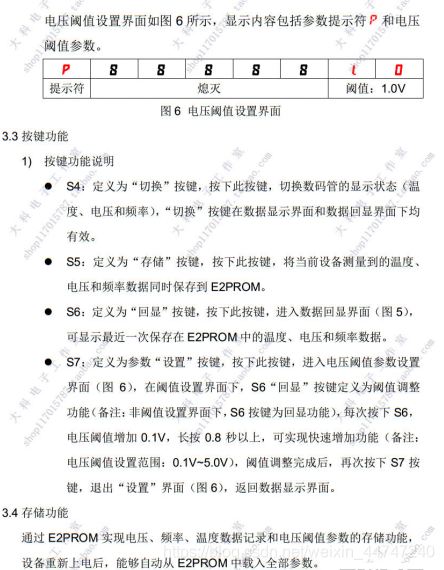 电压阈值设置界面如图 6 所示，显示内容包括参数提示符 P 和电压
阈值参数。
P 8 8 8 8 8 1. 0
提示符 熄灭 阈值：1.0V
图 6 电压阈值设置界面
3.3 按键功能
1) 按键功能说明
● S4：定义为“切换”按键，按下此按键，切换数码管的显示状态（温
度、电压和频率），“切换”按键在数据显示界面和数据回显界面下均
有效。
● S5：定义为“存储”按键，按下此按键，将当前设备测量到的温度、
电压和频率数据同时保存到 E2PROM。
● S6：定义为“回显”按键，按下此按键，进入数据回显界面（图 5），
可显示最近一次保存在 E2PROM 中的温度、电压和频率数据。
● S7：定义为参数“设置”按键，按下此按键，进入电压阈值参数设置
界面（图 6），在阈值设置界面下，S6“回显”按键定义为阈值调整
功能（备注：非阈值设置界面下，S6 按键为回显功能），每次按下 S6，
电压阈值增加 0.1V，长按 0.8 秒以上，可实现快速增加功能（备注：
电压阈值设置范围：0.1V~5.0V），阈值调整完成后，再次按下 S7 按
键，退出“设置”界面（图 6），返回数据显示界面。
3.4 存储功能
通过 E2PROM 实现电压、频率、温度数据记录和电压阈值参数的存储功能，
设备重新上电后，能够自动从 E2PROM 中载入全部参数。
https://blog.csdn.net/weixin_44747240